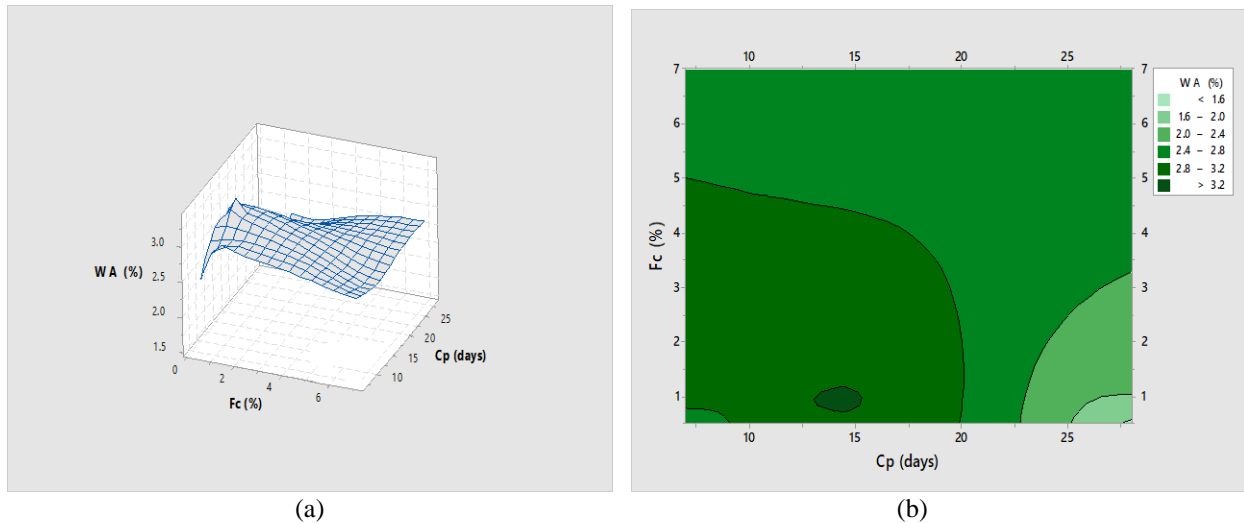 3.0
2.5
W A (%)
2.0
1.5
0
2
4
6
Fc (%)
10
15
20
25
Cp (days)
(a)
10 15 20 25
7 7
6 6
5 5
4 4
3 3
2 2
1 1
Fc (%)
10 15 20 25
Cp (days)
W A (%)
< 1.6
1.6 – 2.0
2.0 – 2.4
2.4 – 2.8
2.8 – 3.2
> 3.2
(b)